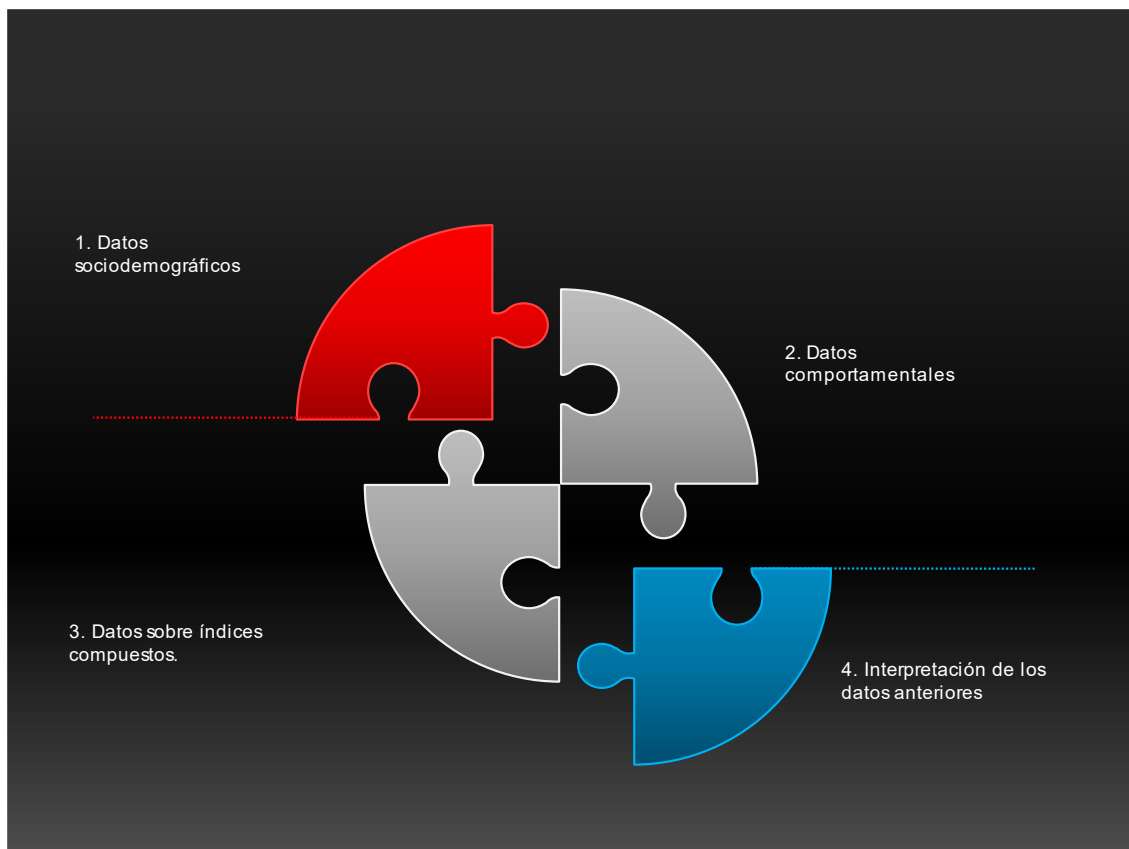 1. Datos
sociodemográficos
2. Datos
comportamentales
3. Datos sobre índices
compuestos.
4. Interpretación de los
datos anteriores